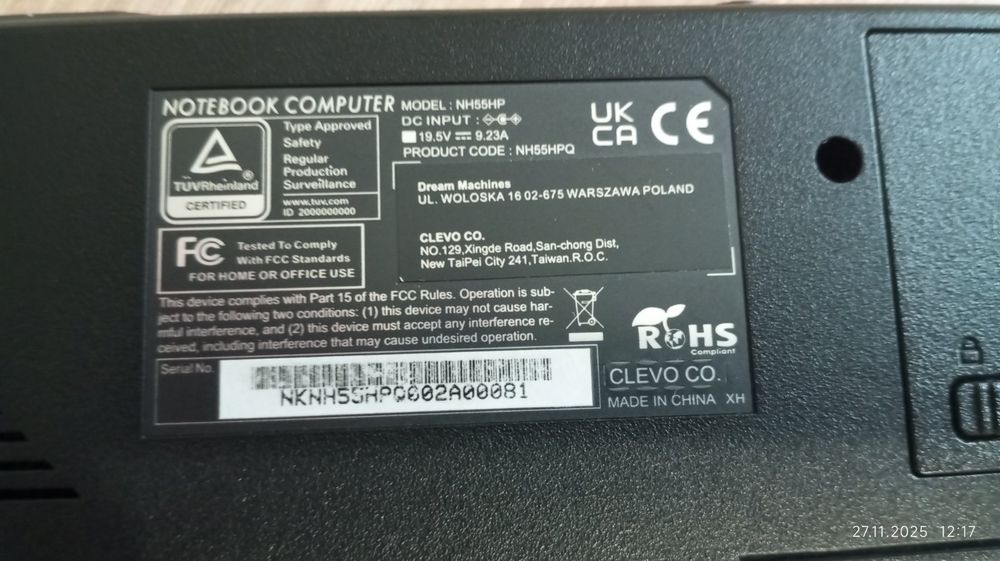 NOTEBOOK COMPUTER
MODEL : NH55HP
DC INPUT :
19.5V 9.23A
PRODUCT CODE : NH55HPQ
UK
CA
CE
TÜVRheinland
®
CERTIFIED
Type Approved
Safety
Regular
Production
Surveillance
www.tuv.com
ID 2000000000
Dream Machines
UL. WOLOSKA 16 02-675 WARSZAWA POLAND
CLEVO CO.
NO.129,Xingde Road,San-chong Dist,
New TaiPei City 241,Taiwan.R.O.C.
FC
Tested To Comply
With FCC Standards
FOR HOME OR OFFICE USE
This device complies with Part 15 of the FCC Rules. Operation is sub-
ject to the following two conditions: (1) this device may not cause har-
mful interference, and (2) this device must accept any interference re-
ceived, including interference that may cause undesired operation.
RoHS
Compliant
Serial No.
NKNH55HPQ602A00081
CLEVO CO.
MADE IN CHINA XH
27.11.2025 12:17